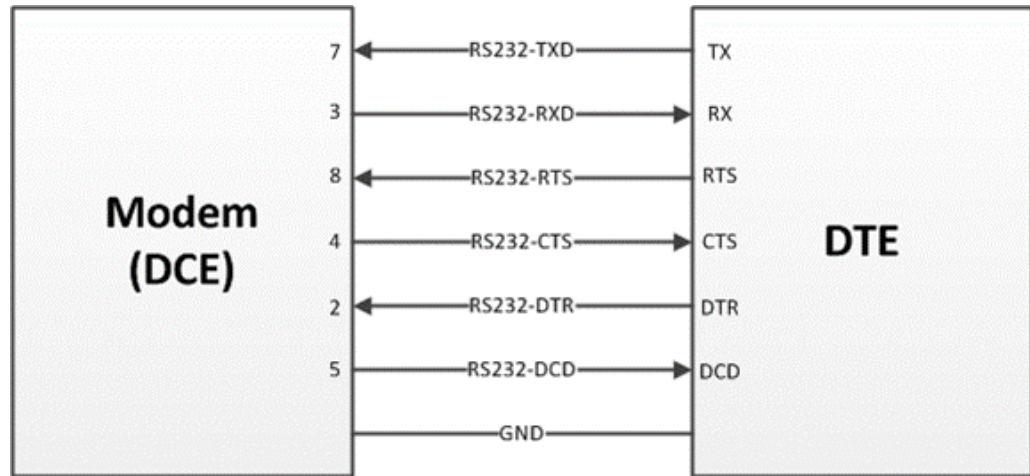 7 RS232-TXD TX
3 RS232-RXD RX
8 RS232-RTS RTS
Modem
(DCE)
4 RS232-CTS CTS
DTE
2 RS232-DTR DTR
5 RS232-DCD DCD
GND